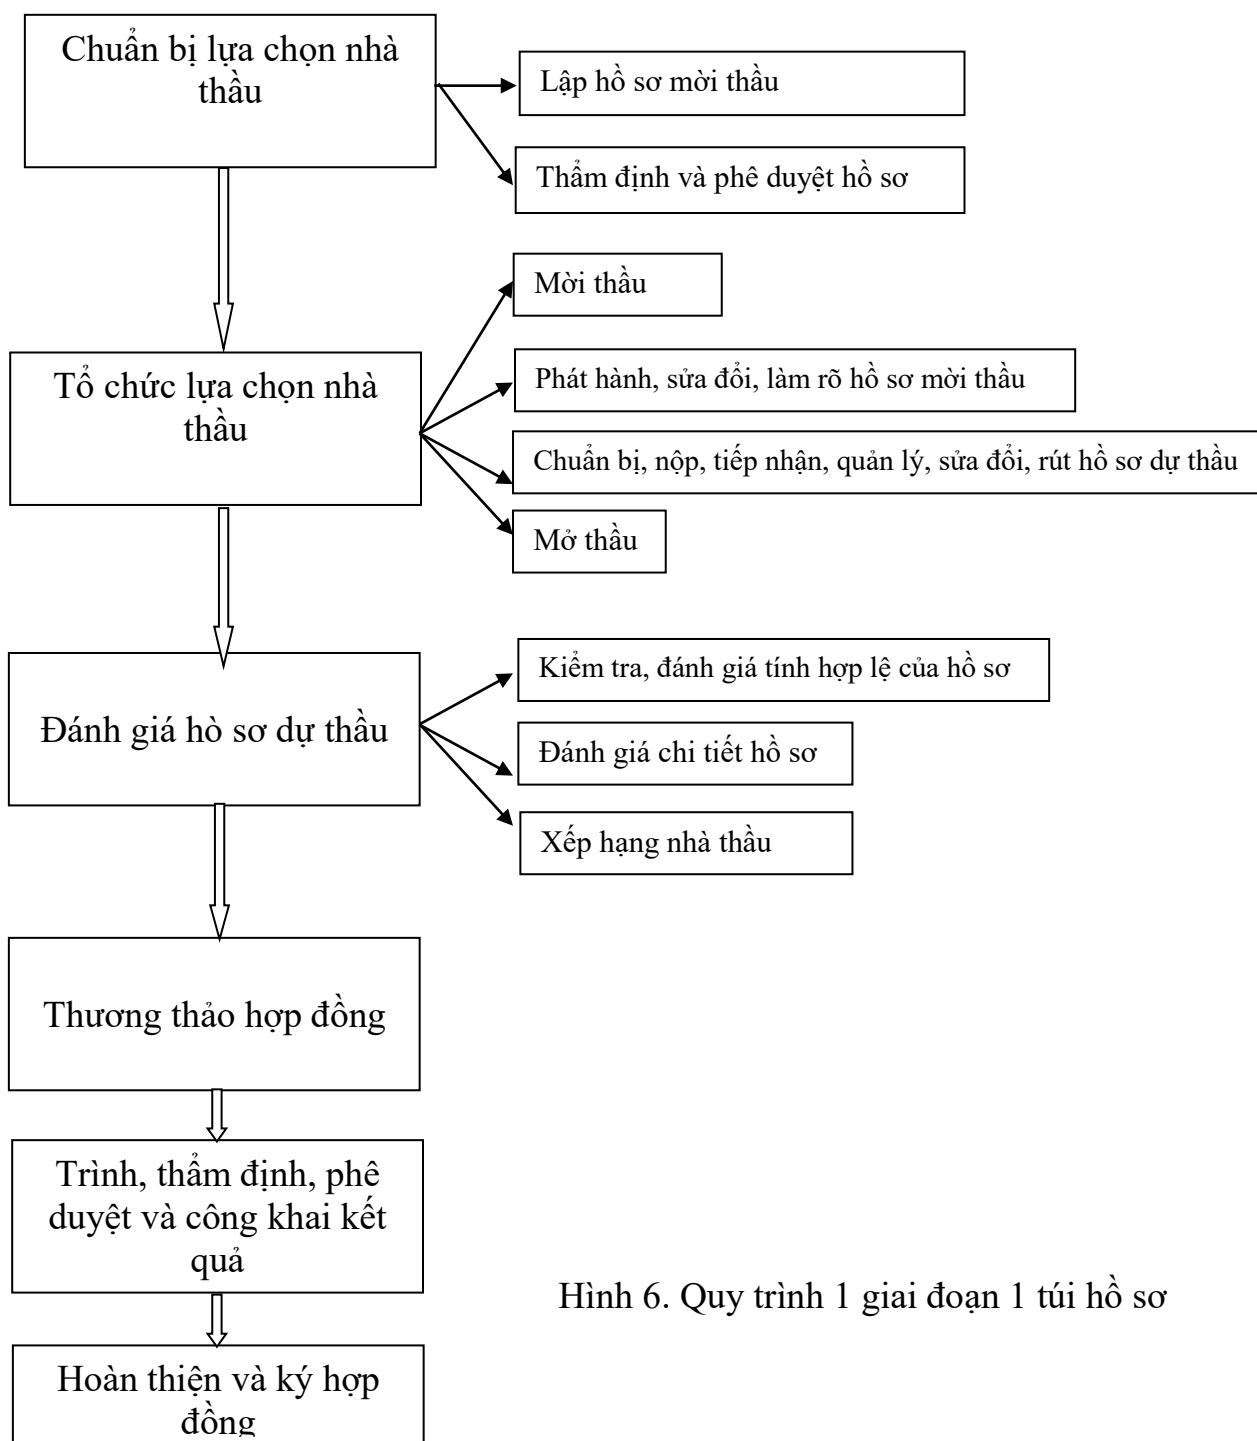 Chuẩn bị lựa chọn nhà
thầu
Lập hồ sơ mời thầu
Thẩm định và phê duyệt hồ sơ
Mời thầu
Tổ chức lựa chọn nhà
thầu
Phát hành, sửa đổi, làm rõ hồ sơ mời thầu
Chuẩn bị, nộp, tiếp nhận, quản lý, sửa đổi, rút hồ sơ dự thầu
Mở thầu
Đánh giá hò sơ dự thầu
Kiểm tra, đánh giá tính hợp lệ của hồ sơ
Đánh giá chi tiết hồ sơ
Xếp hạng nhà thầu
Thương thảo hợp đồng
Trình, thẩm định, phê
duyệt và công khai kết
quả
Hình 6. Quy trình 1 giai đoạn 1 túi hồ sơ
Hoàn thiện và ký hợp
đồng